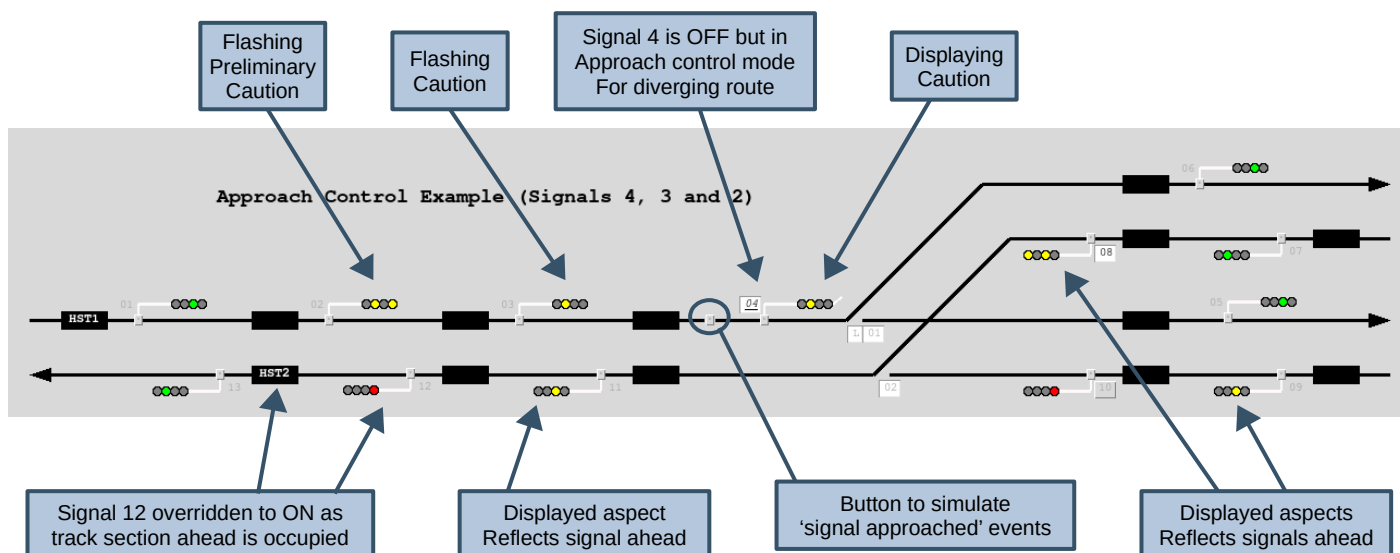 Flashing
Preliminary
Caution
Flashing
Caution
Signal 4 is OFF but in
Approach control mode
For diverging route
Displaying
Caution
Approach Control Example (Signals 4, 3 and 2)
06
08
07
01
02
03
04
05
HST1
L 01
HST2
13
12
11
02
10
09
Signal 12 overridden to ON as
track section ahead is occupied
Displayed aspect
Reflects signal ahead
Button to simulate
‘signal approached’ events
Displayed aspects
Reflects signals ahead